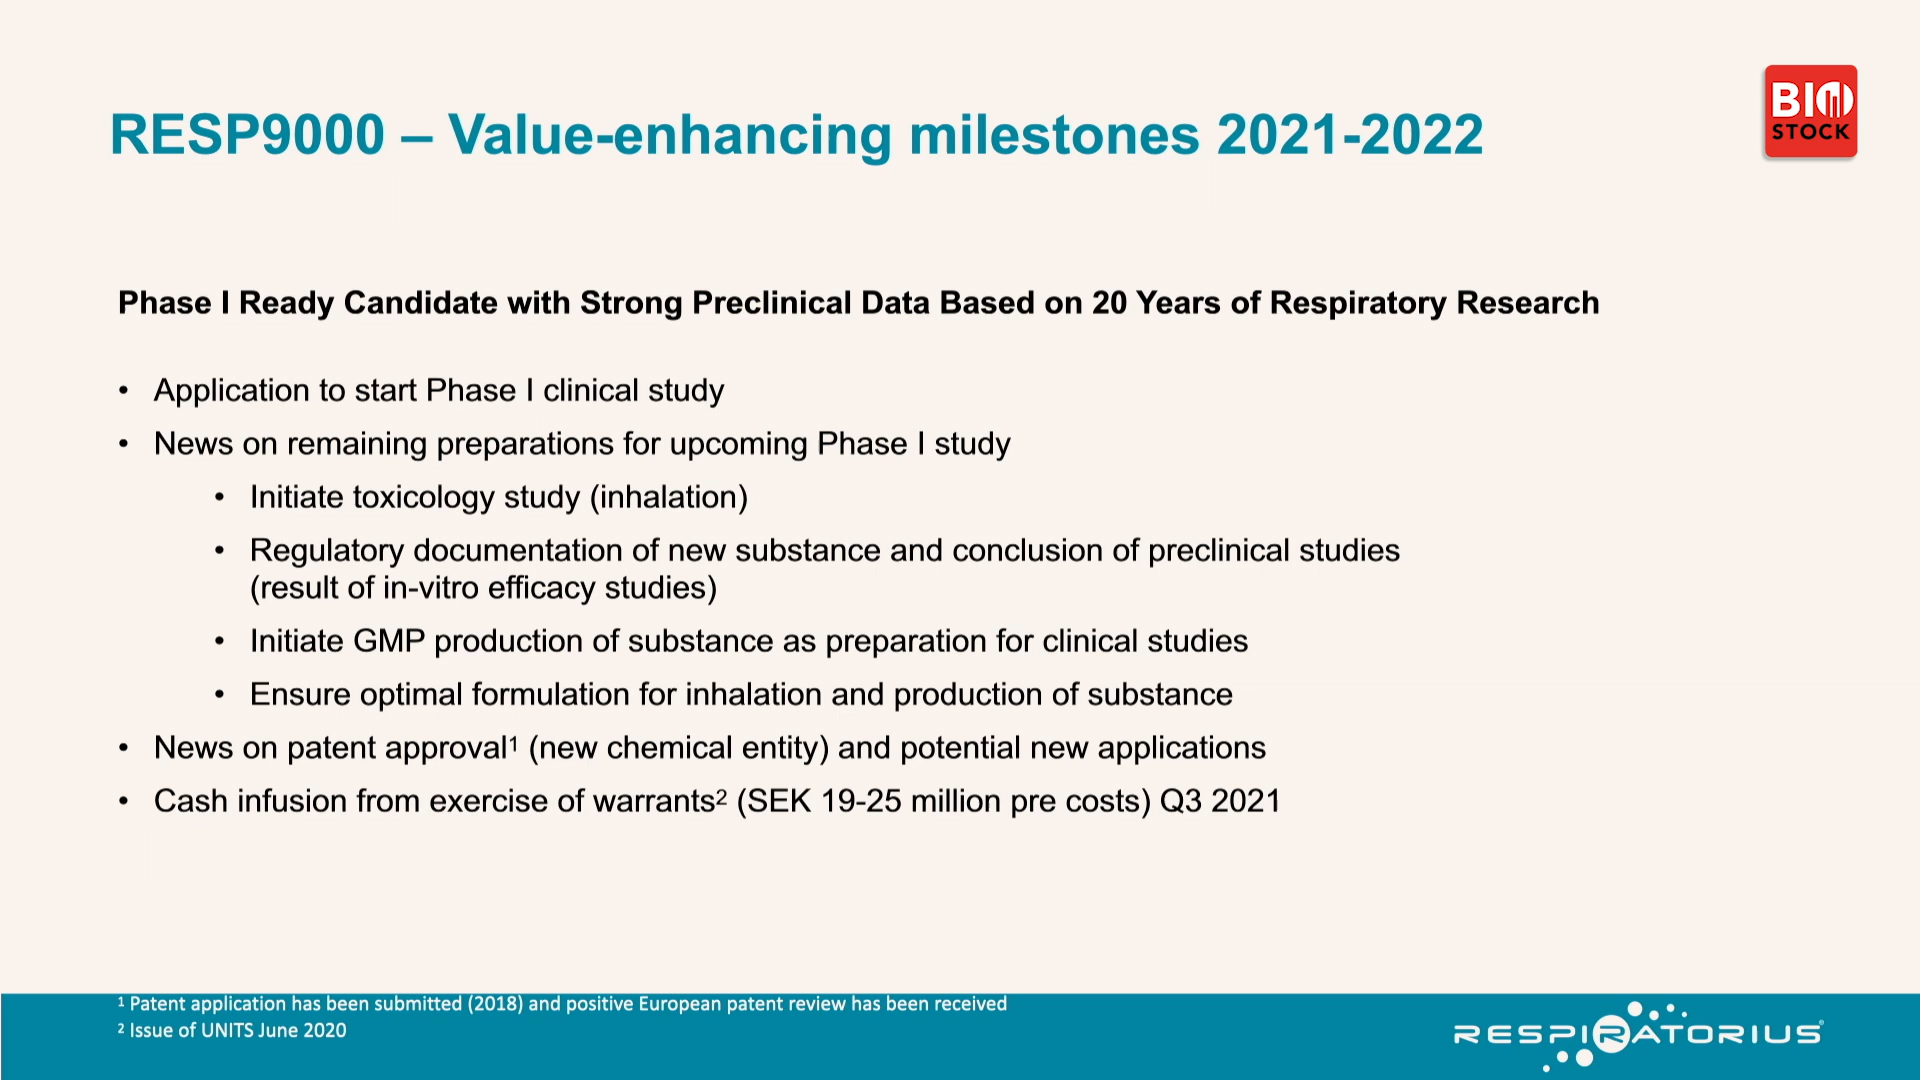 BIO
STOCK
RESP9000 – Value-enhancing milestones 2021-2022
Phase I Ready Candidate with Strong Preclinical Data Based on 20 Years of Respiratory Research
• Application to start Phase I clinical study
• News on remaining preparations for upcoming Phase I study
• Initiate toxicology study (inhalation)
• Regulatory documentation of new substance and conclusion of preclinical studies
(result of in-vitro efficacy studies)
• Initiate GMP production of substance as preparation for clinical studies
• Ensure optimal formulation for inhalation and production of substance
• News on patent approval¹ (new chemical entity) and potential new applications
• Cash infusion from exercise of warrants² (SEK 19-25 million pre costs) Q3 2021
¹ Patent application has been submitted (2018) and positive European patent review has been received
² Issue of UNITS June 2020
RESPIRATORIUS®